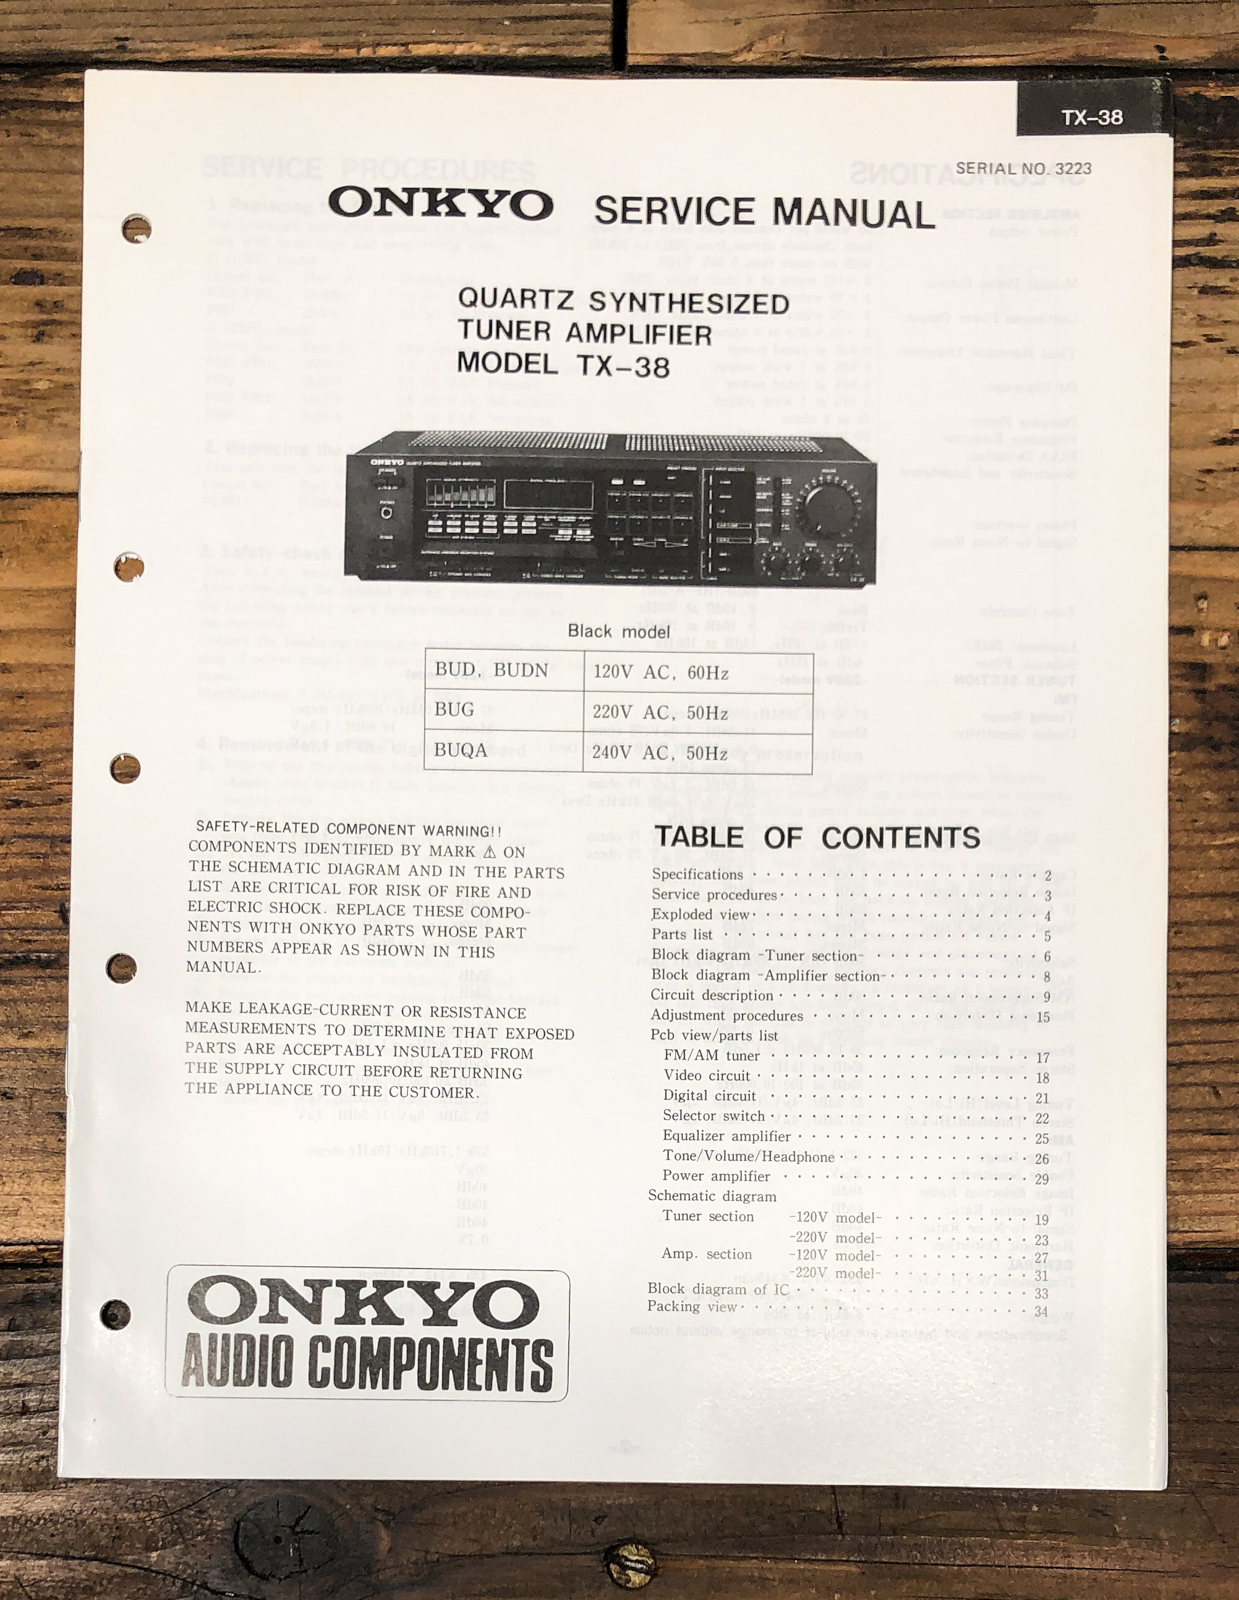 TX-38
SERIAL NO. 3223
ONKYO SERVICE MANUAL
QUARTZ SYNTHESIZED
TUNER AMPLIFIER
MODEL TX-38
ONKYO
Black model
BUD, BUDN 120V AC, 60Hz
BUG 220V AC, 50Hz
BUQA 240V AC, 50Hz
SAFETY-RELATED COMPONENT WARNING!!
COMPONENTS IDENTIFIED BY MARK ⚠ ON
THE SCHEMATIC DIAGRAM AND IN THE PARTS
LIST ARE CRITICAL FOR RISK OF FIRE AND
ELECTRIC SHOCK. REPLACE THESE COMPO-
NENTS WITH ONKYO PARTS WHOSE PART
NUMBERS APPEAR AS SHOWN IN THIS
MANUAL.
MAKE LEAKAGE-CURRENT OR RESISTANCE
MEASUREMENTS TO DETERMINE THAT EXPOSED
PARTS ARE ACCEPTABLY INSULATED FROM
THE SUPPLY CIRCUIT BEFORE RETURNING
THE APPLIANCE TO THE CUSTOMER.
TABLE OF CONTENTS
Specifications 2
Service procedures 3
Exploded view 4
Parts list 5
Block diagram -Tuner section- 6
Block diagram -Amplifier section- 8
Circuit description 9
Adjustment procedures 15
Pcb view/parts list
FM/AM tuner 17
Video circuit 18
Digital circuit 21
Selector switch 22
Equalizer amplifier 25
Tone/Volume/Headphone 26
Power amplifier 29
Schematic diagram
Tuner section -120V model- 19
-220V model- 23
Amp. section -120V model- 27
-220V model- 31
Block diagram of IC 33
Packing view 34
ONKYO
AUDIO COMPONENTS